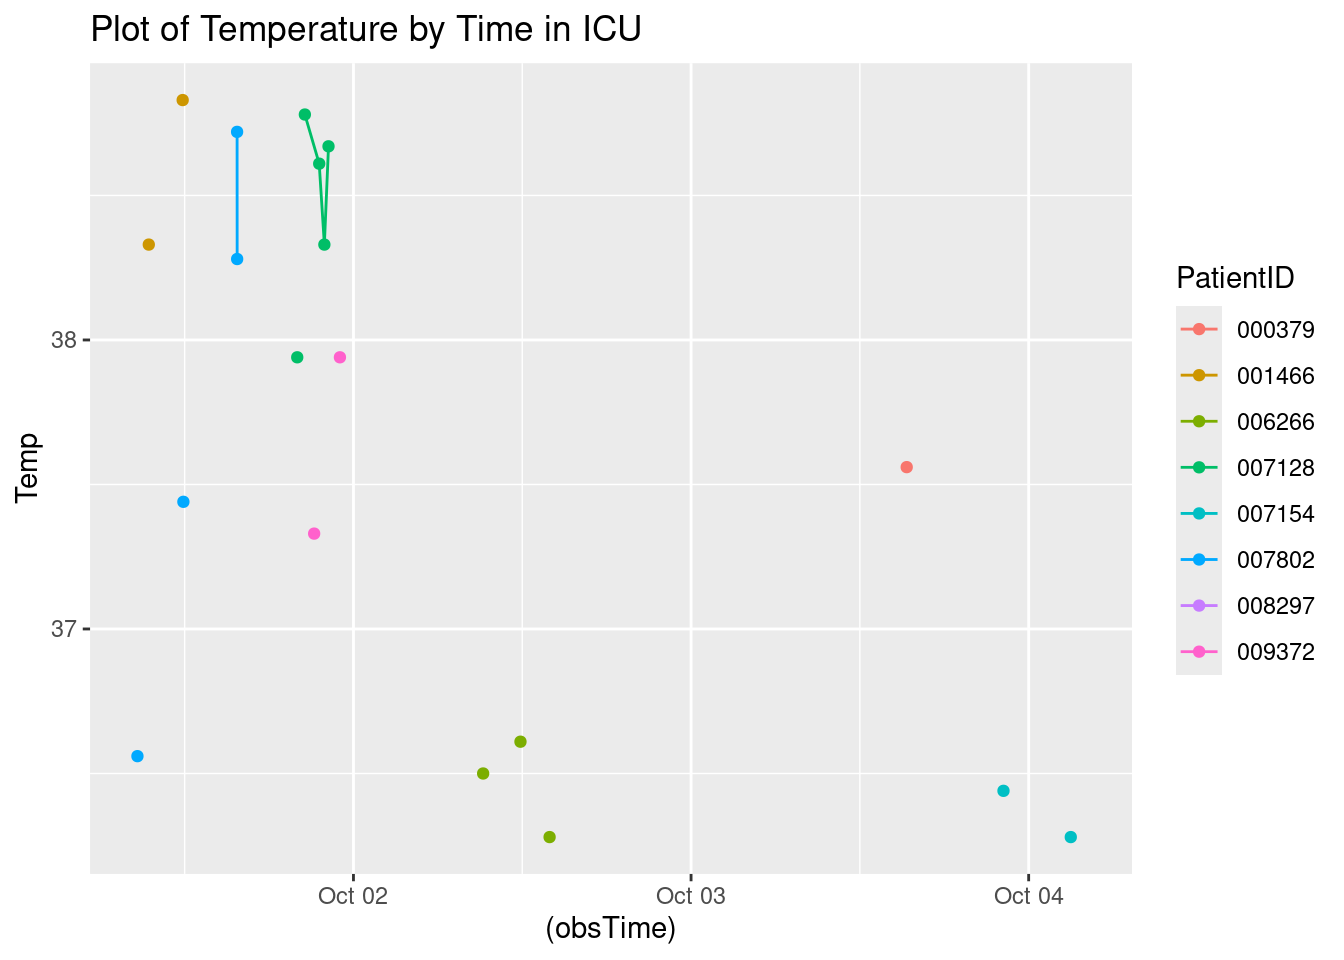 Plot of Temperature by Time in ICU
Temp
38
37
Oct 02
Oct 03
Oct 04
(obsTime)
PatientID
000379
001466
006266
007128
007154
007802
008297
009372